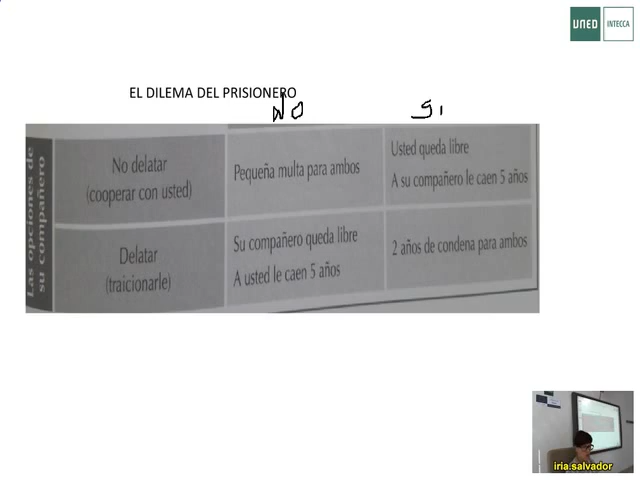 UNED
INTECCA
EL DILEMA DEL PRISIONERO
NO
SI
Las opciones de
su compañero
No delatar
(cooperar con usted)
Pequeña multa para ambos
Usted queda libre
A su compañero le caen 5 años
Delatar
(traicionarle)
Su compañero queda libre
A usted le caen 5 años
2 años de condena para ambos
iria.salvador